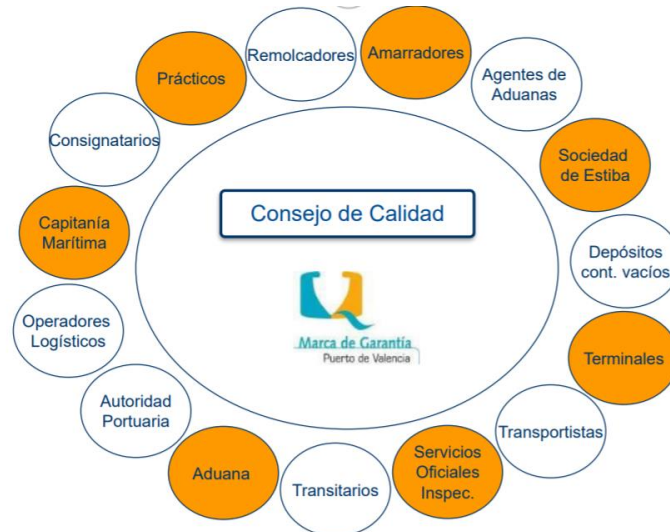 Remolcadores
Amarradores
Agentes de
Aduanas
Sociedad
de Estiba
Depósitos
cont. vacíos
Terminales
Transportistas
Servicios
Oficiales
Inspec.
Transitarios
Aduana
Autoridad
Portuaria
Operadores
Logísticos
Capitanía
Marítima
Consignatarios
Prácticos
Consejo de Calidad
Marca de Garantía
Puerto de Valencia